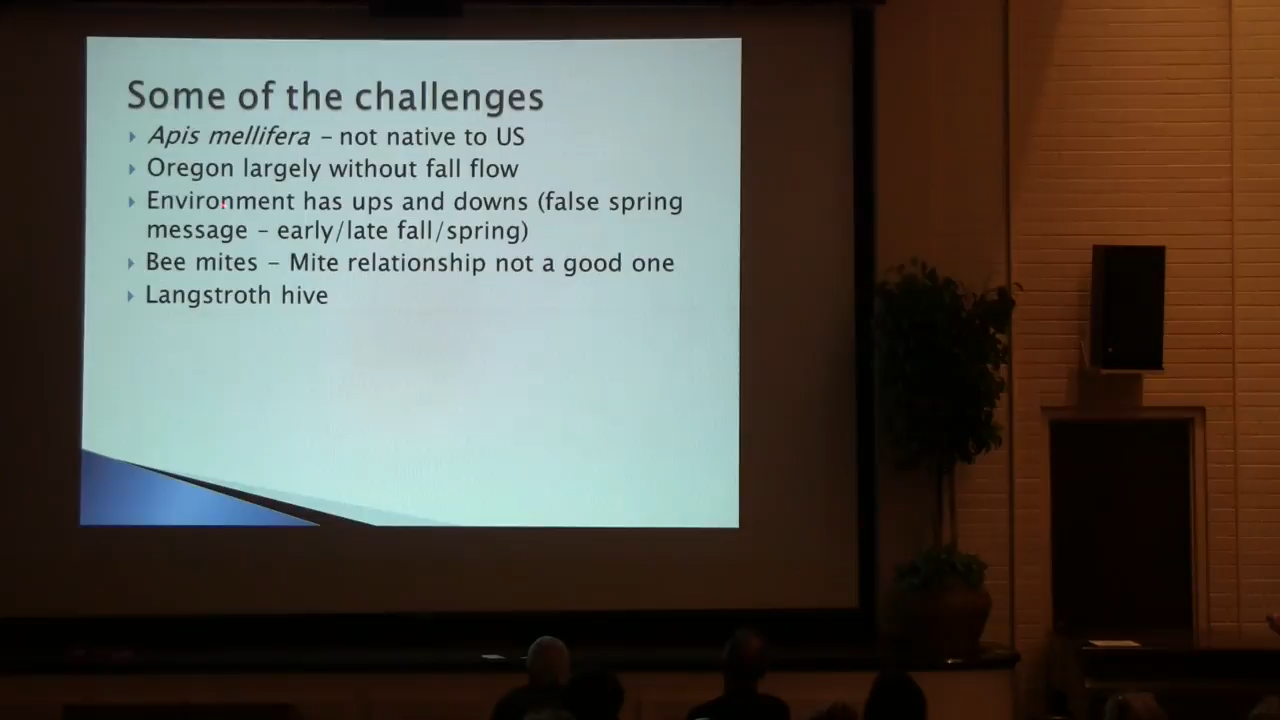 Some of the challenges
Apis mellifera – not native to US
Oregon largely without fall flow
Environment has ups and downs (false spring
message – early/late fall/spring)
Bee mites – Mite relationship not a good one
Langstroth hive